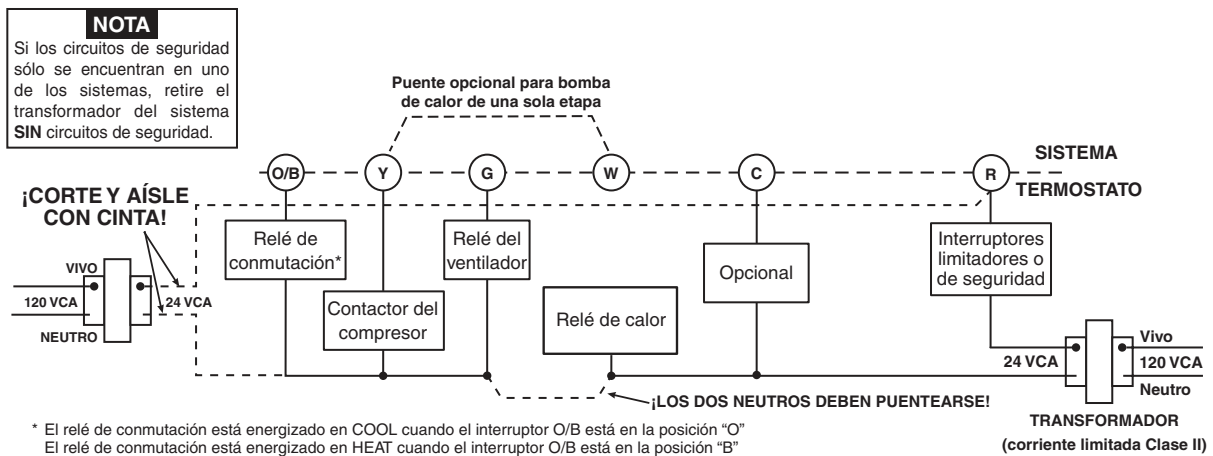 NOTA
Si los circuitos de seguridad
sólo se encuentran en uno
de los sistemas, retire el
transformador del sistema
SIN circuitos de seguridad.
Puente opcional para bomba
de calor de una sola etapa
O/B
Y
G
W
C
R
SISTEMA
TERMOSTATO
¡CORTE Y AÍSLE
CON CINTA!
Relé de
conmutación*
Relé del
ventilador
Interruptores
limitadores o
de seguridad
Opcional
Contactor del
compresor
Relé de calor
VIVO
120 VCA
24 VCA
NEUTRO
24 VCA
Vivo
120 VCA
Neutro
¡LOS DOS NEUTROS DEBEN PUENTEARSE!
TRANSFORMADOR
(corriente limitada Clase II)
* El relé de conmutación está energizado en COOL cuando el interruptor O/B está en la posición “O”
El relé de conmutación está energizado en HEAT cuando el interruptor O/B está en la posición “B”